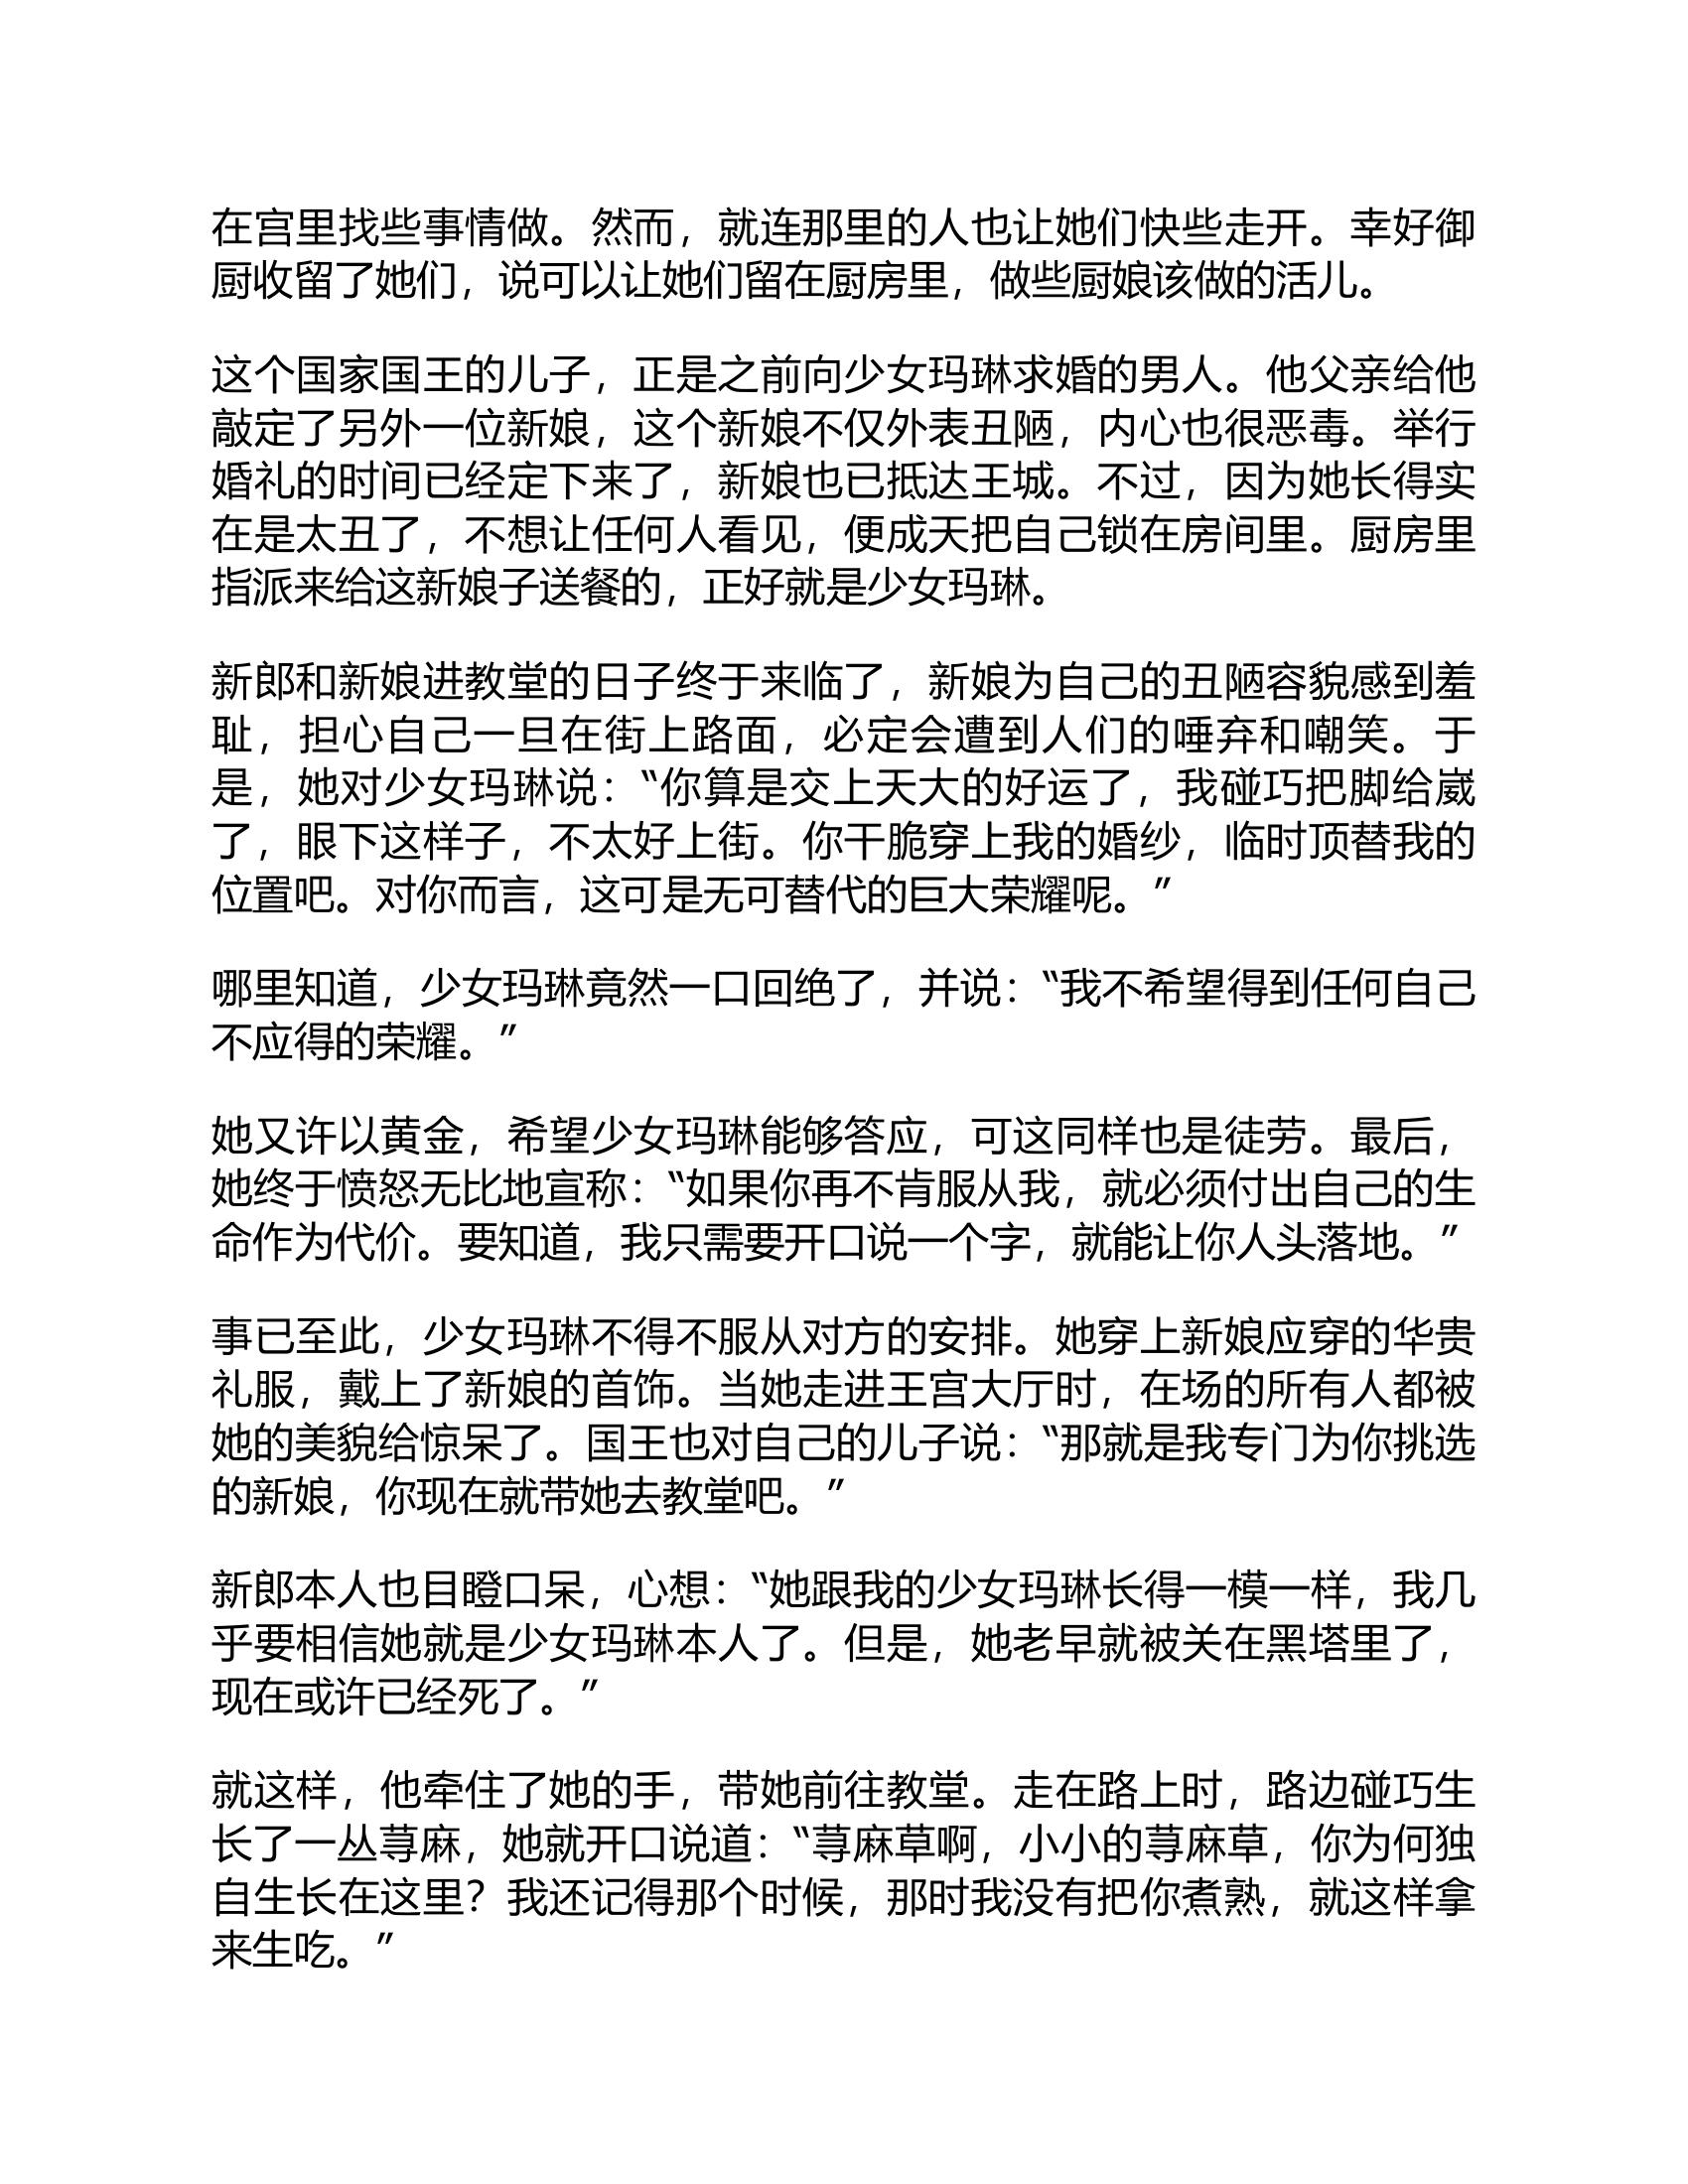 在宫里找些事情做。然而，就连那里的人也让她们快些走开。幸好御
厨收留了她们，说可以让她们留在厨房里，做些厨娘该做的活儿。
这个国家国王的儿子，正是之前向少女玛琳求婚的男人。他父亲给他
敲定了另外一位新娘，这个新娘不仅外表丑陋，内心也很恶毒。举行
婚礼的时间已经定下来了，新娘也已抵达王城。不过，因为她长得实
在是太丑了，不想让任何人看见，便成天把自己锁在房间里。厨房里
指派来给这新娘子送餐的，正好就是少女玛琳。
新郎和新娘进教堂的日子终于来临了，新娘为自己的丑陋容貌感到羞
耻，担心自己一旦在街上路面，必定会遭到人们的唾弃和嘲笑。于
是，她对少女玛琳说：“你算是交上天大的好运了，我碰巧把脚给崴
了，眼下这样子，不太好上街。你干脆穿上我的婚纱，临时顶替我的
位置吧。对你而言，这可是无可替代的巨大荣耀呢。”
哪里知道，少女玛琳竟然一口回绝了，并说：“我不希望得到任何自己
不应得的荣耀。”
她又许以黄金，希望少女玛琳能够答应，可这同样也是徒劳。最后，
她终于愤怒无比地宣称：“如果你再不肯服从我，就必须付出自己的生
命作为代价。要知道，我只需要开口说一个字，就能让你人头落地。”
事已至此，少女玛琳不得不服从对方的安排。她穿上新娘应穿的华贵
礼服，戴上了新娘的首饰。当她走进王宫大厅时，在场的所有人都被
她的美貌给惊呆了。国王也对自己的儿子说：“那就是我专门为你挑选
的新娘，你现在就带她去教堂吧。”
新郎本人也目瞪口呆，心想：“她跟我的少女玛琳长得一模一样，我几
乎要相信她就是少女玛琳本人了。但是，她老早就被关在黑塔里了，
现在或许已经死了。”
就这样，他牵住了她的手，带她前往教堂。走在路上时，路边碰巧生
长了一丛荨麻，她就开口说道：“荨麻草啊，小小的荨麻草，你为何独
自生长在这里？我还记得那个时候，那时我没有把你煮熟，就这样拿
来生吃。”